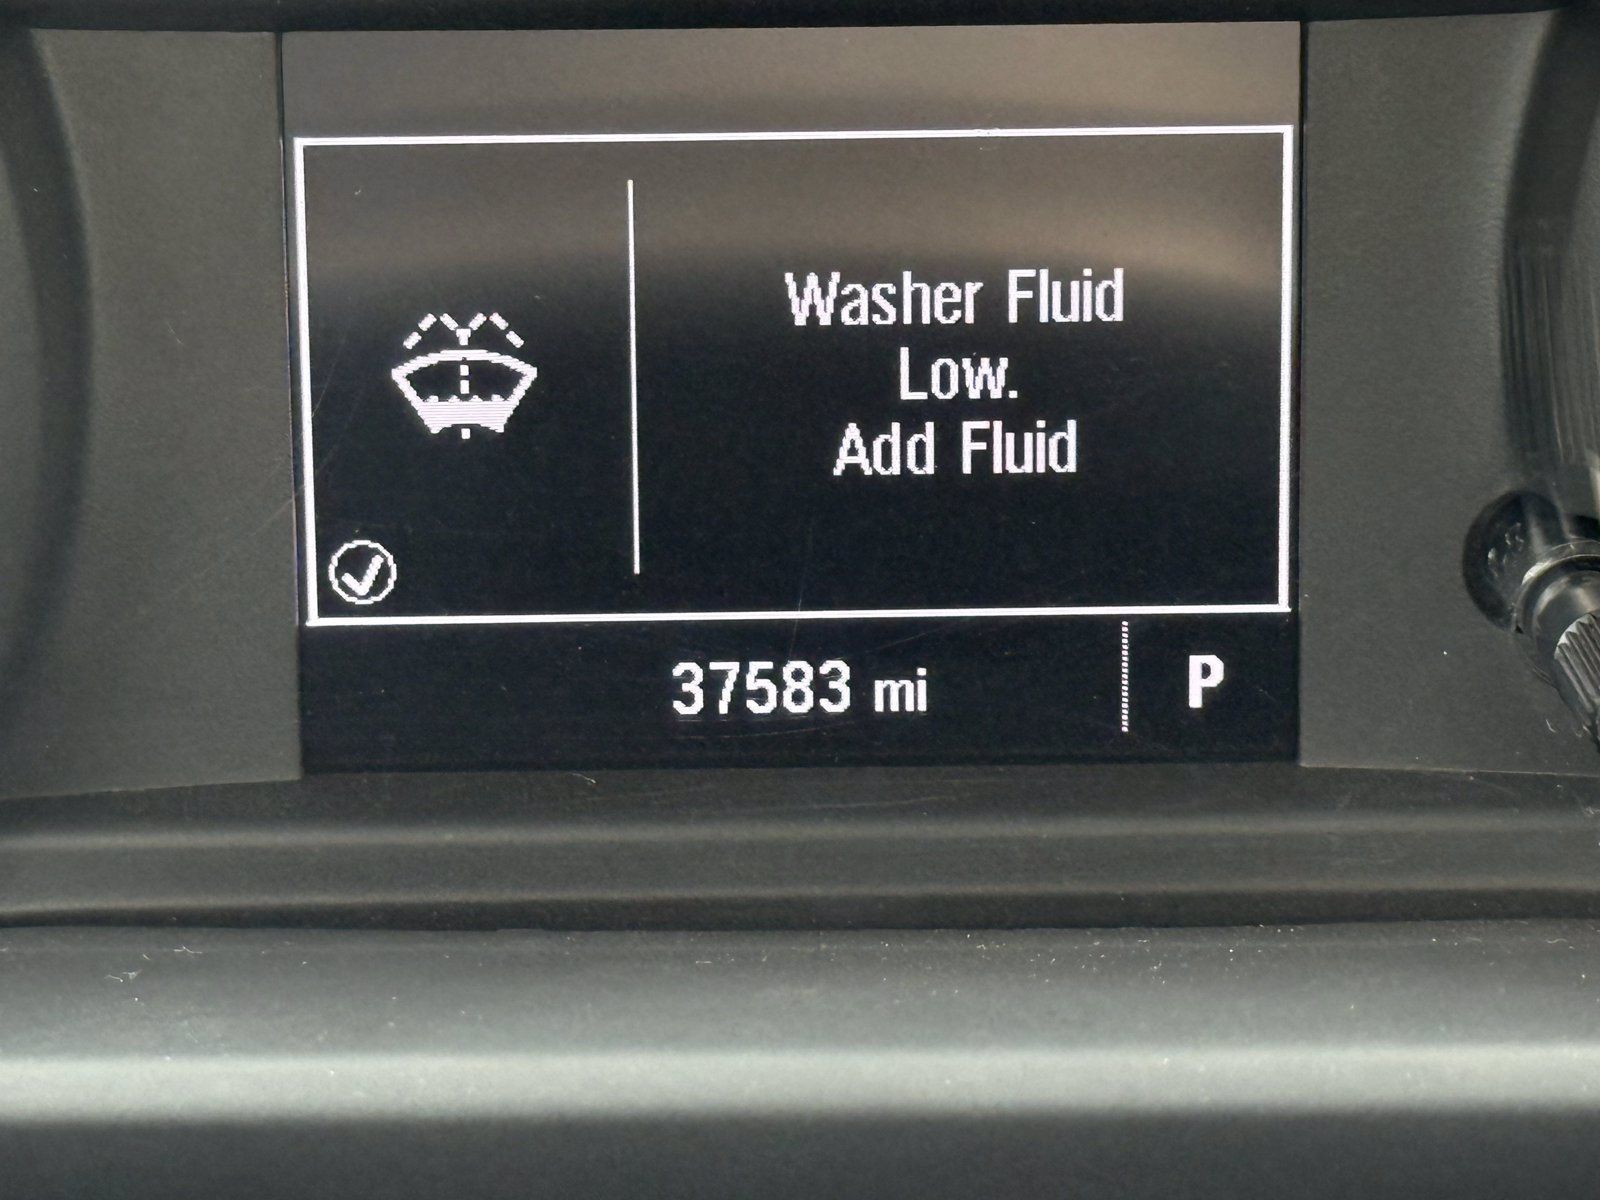 Washer Fluid
Low.
Add Fluid
37583 mi
P